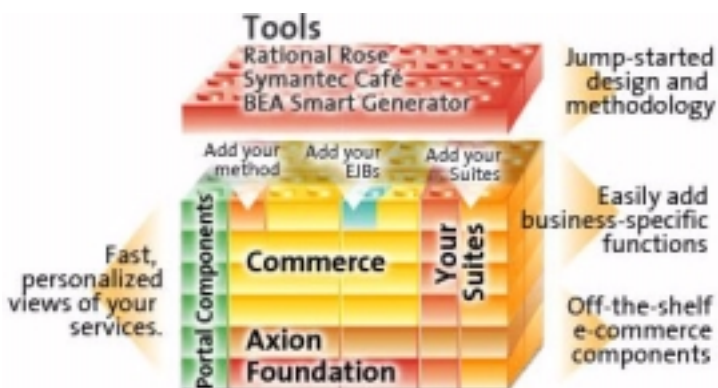 Tools
Rational Rose
Symantec Café
BEA Smart Generator
Jump-started
design and
methodology
Add your
method
Add your
EJBs
Add your
Suites
Easily add
business-specific
functions
Fast,
personalized
views of your
services.
Portal Components
Commerce
Your
Suites
Axion
Foundation
Off-the-shelf
e-commerce
components